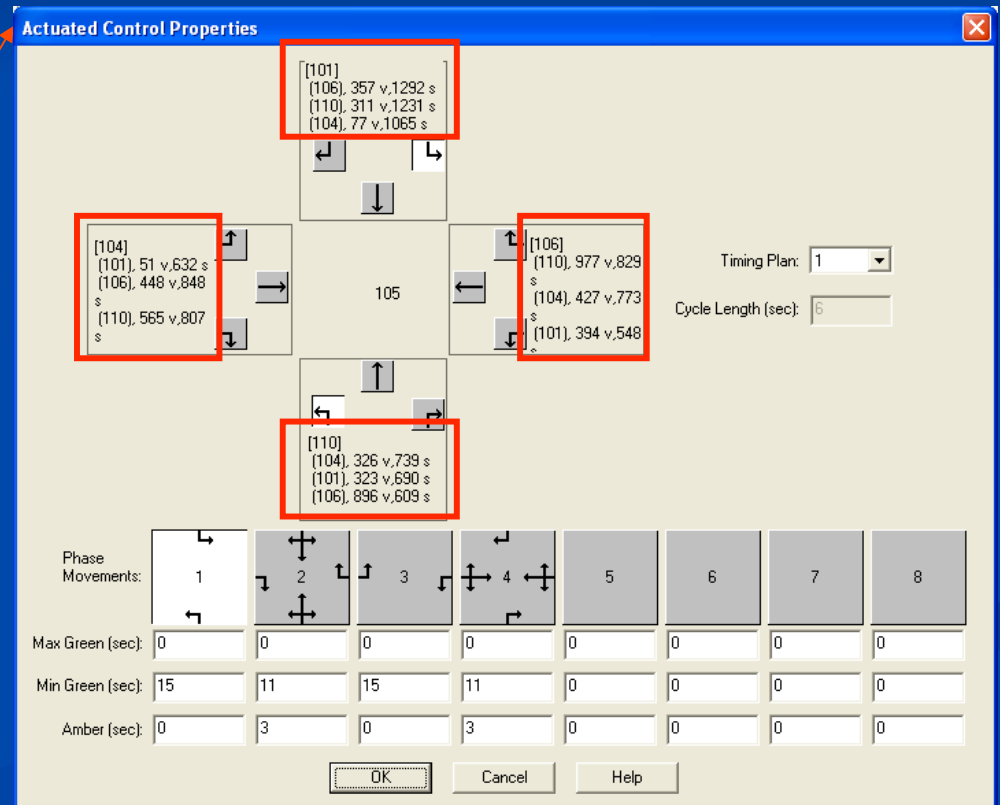 Actuated Control Properties
[101]
(106), 357 v,1292 s
(110), 311 v,1231 s
(104), 77 v,1065 s
[104]
(101), 51 v,632 s
(106), 448 v,848
s
(110), 565 v,807
s
105
[106]
(110), 977 v,829
s
(104), 427 v,773
s
(101), 394 v,548
s
Timing Plan: 1
Cycle Length (sec): 6
[110]
(104), 326 v,739 s
(101), 323 v,690 s
(106), 896 v,609 s
Phase
Movements: 1 2 3 4 5 6 7 8
Max Green (sec): 0 0 0 0 0 0 0 0
Min Green (sec): 15 11 15 11 0 0 0 0
Amber (sec): 0 3 0 3 0 0 0 0
OK Cancel Help